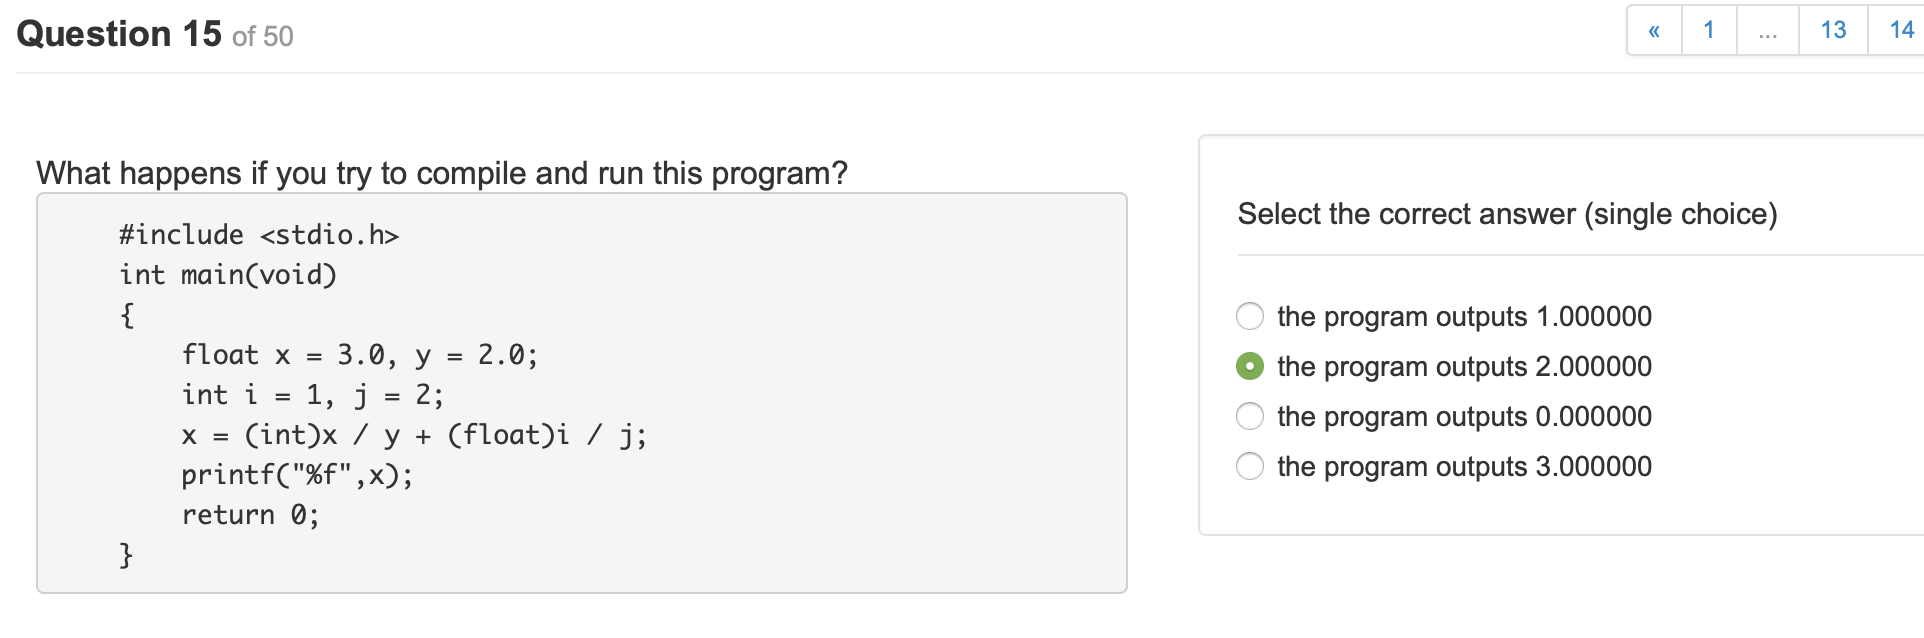 Question 15 of 50
« 1 ... 13 14
What happens if you try to compile and run this program?
#include <stdio.h>
int main(void)
{
    float x = 3.0, y = 2.0;
    int i = 1, j = 2;
    x = (int)x / y + (float)i / j;
    printf("%f",x);
    return 0;
}
Select the correct answer (single choice)
the program outputs 1.000000
the program outputs 2.000000
the program outputs 0.000000
the program outputs 3.000000